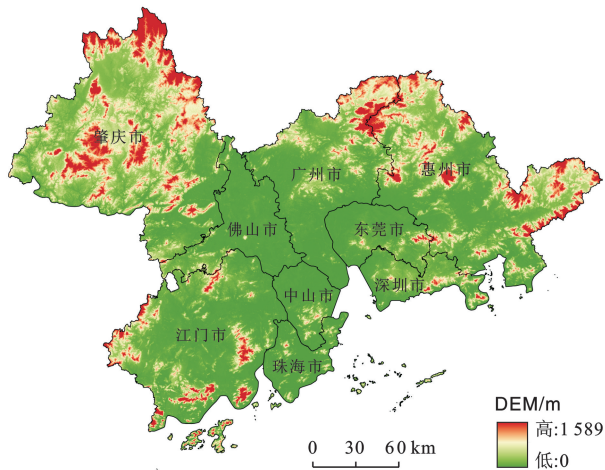 肇庆市
广州市
惠州市
佛山市
东莞市
中山市
深圳市
江门市
珠海市
DEM/m
高:1 589
低:0
0 30 60 km